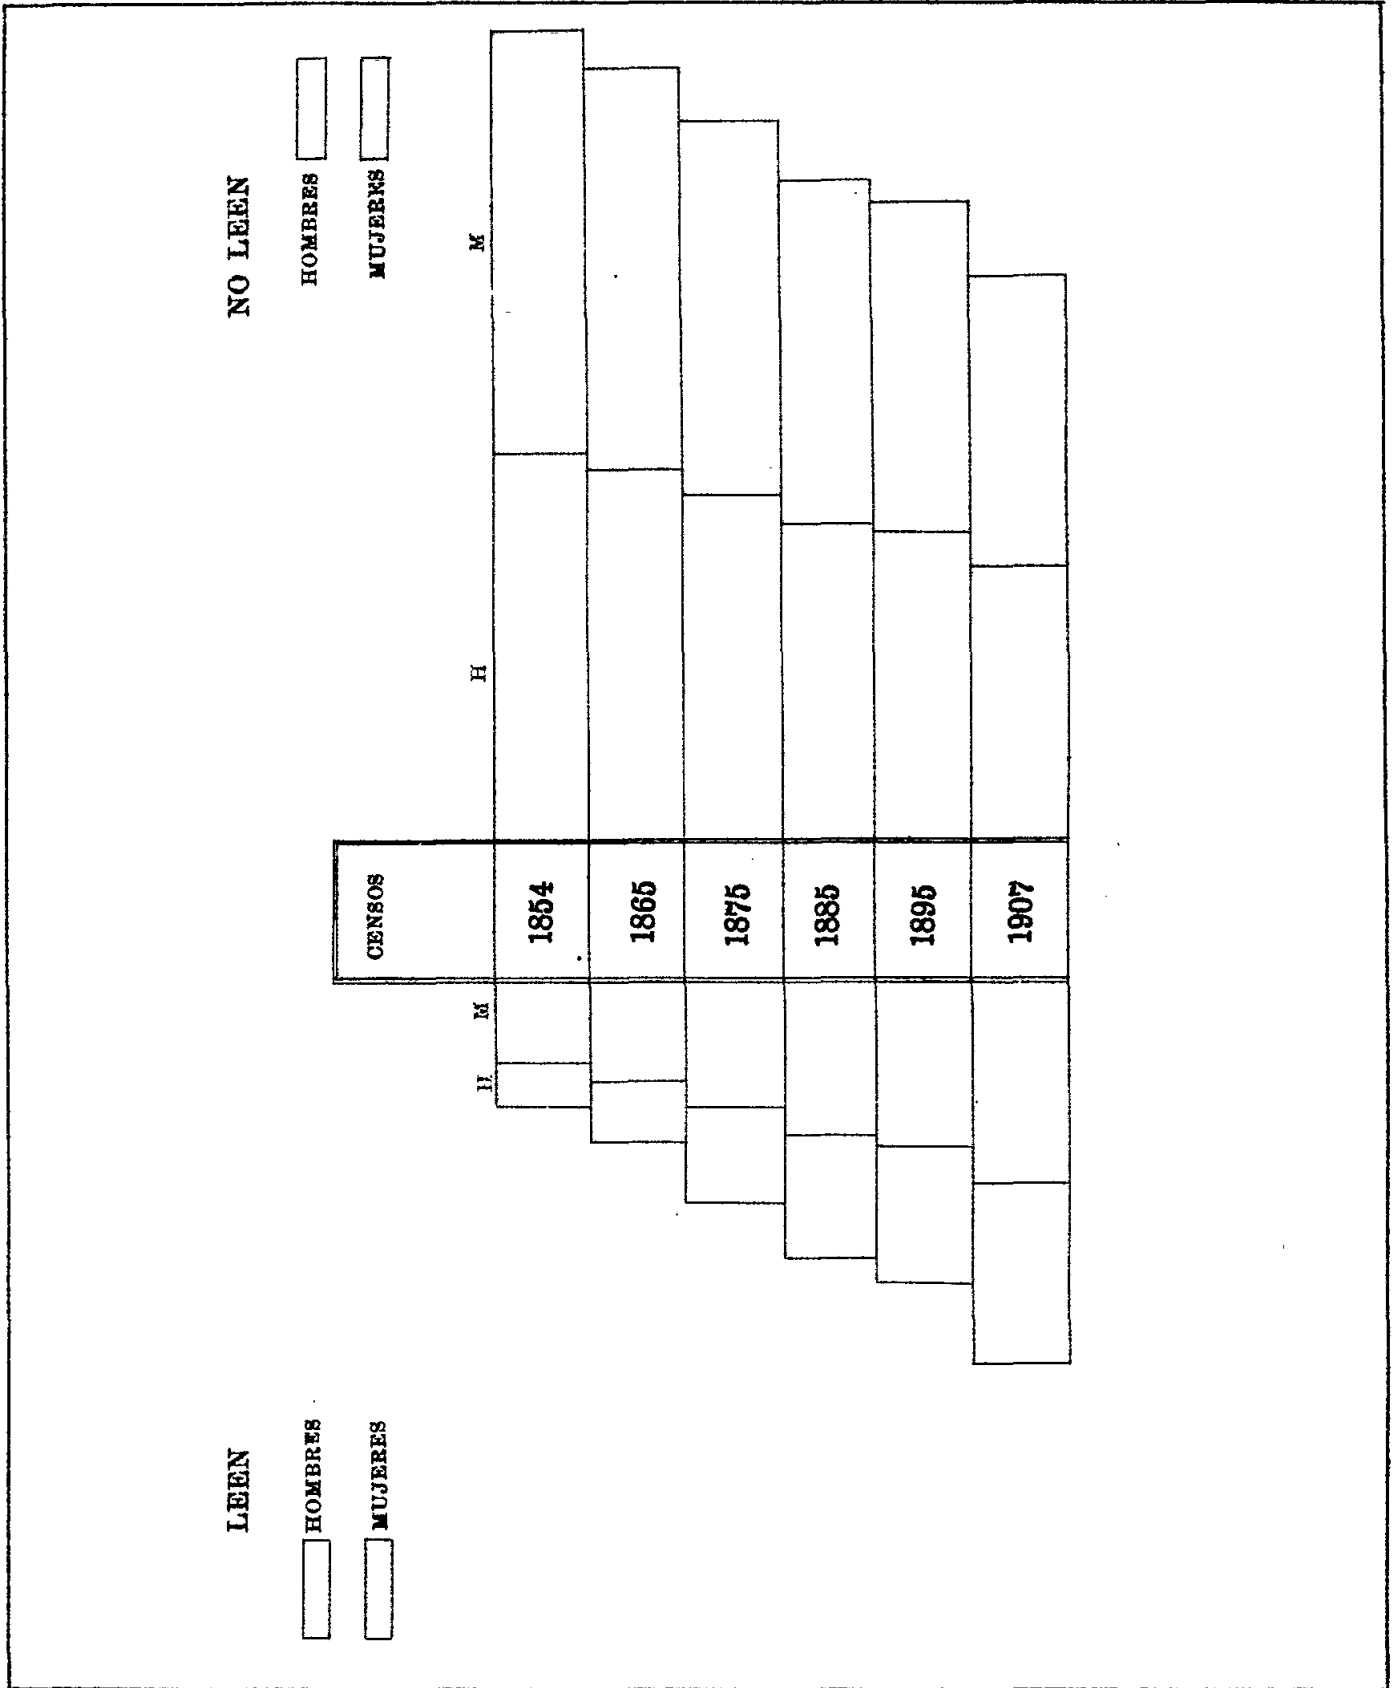 LEEN
HOMBRES
MUJERES
NO LEEN
HOMBRES
MUJERES
CENSOS
H M H M
1854
1865
1875
1885
1895
1907